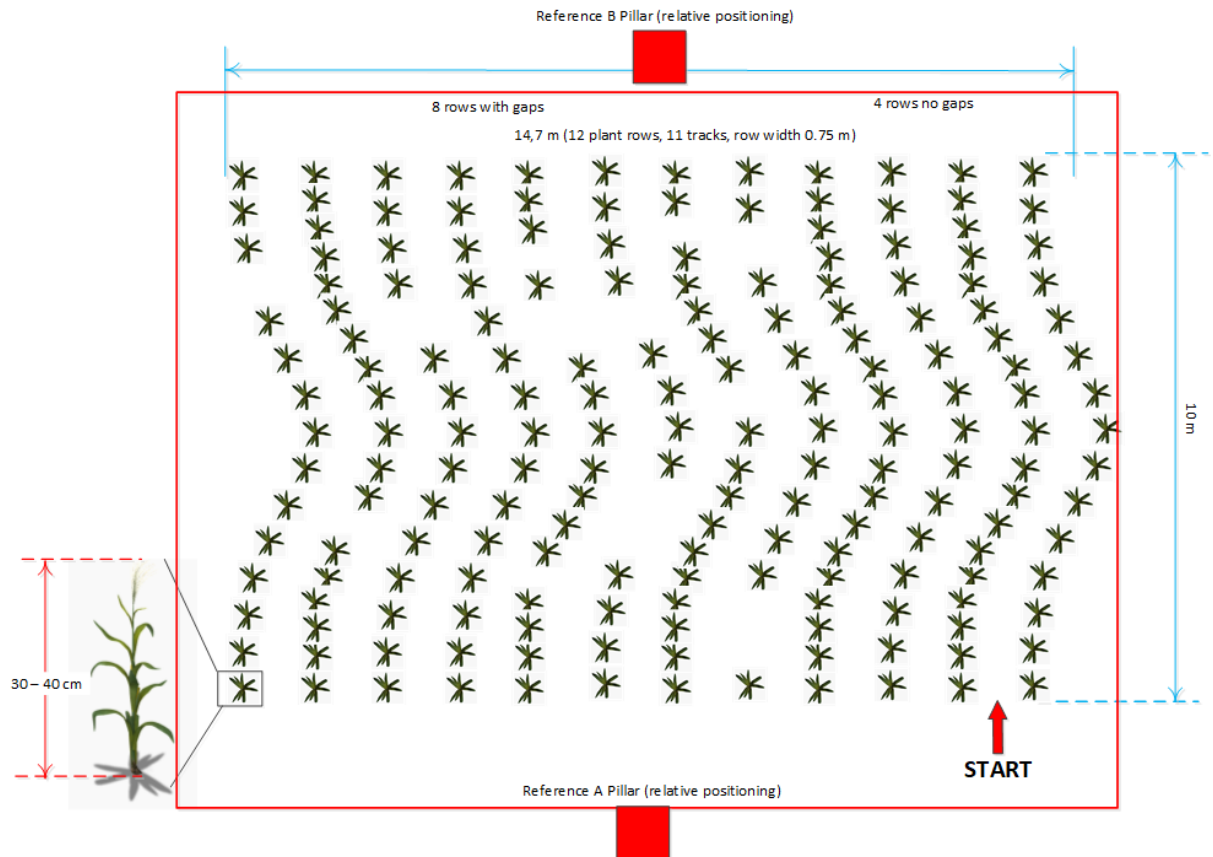 Reference B Pillar (relative positioning)
8 rows with gaps
4 rows no gaps
14,7 m (12 plant rows, 11 tracks, row width 0.75 m)
10 m
30 – 40 cm
START
Reference A Pillar (relative positioning)